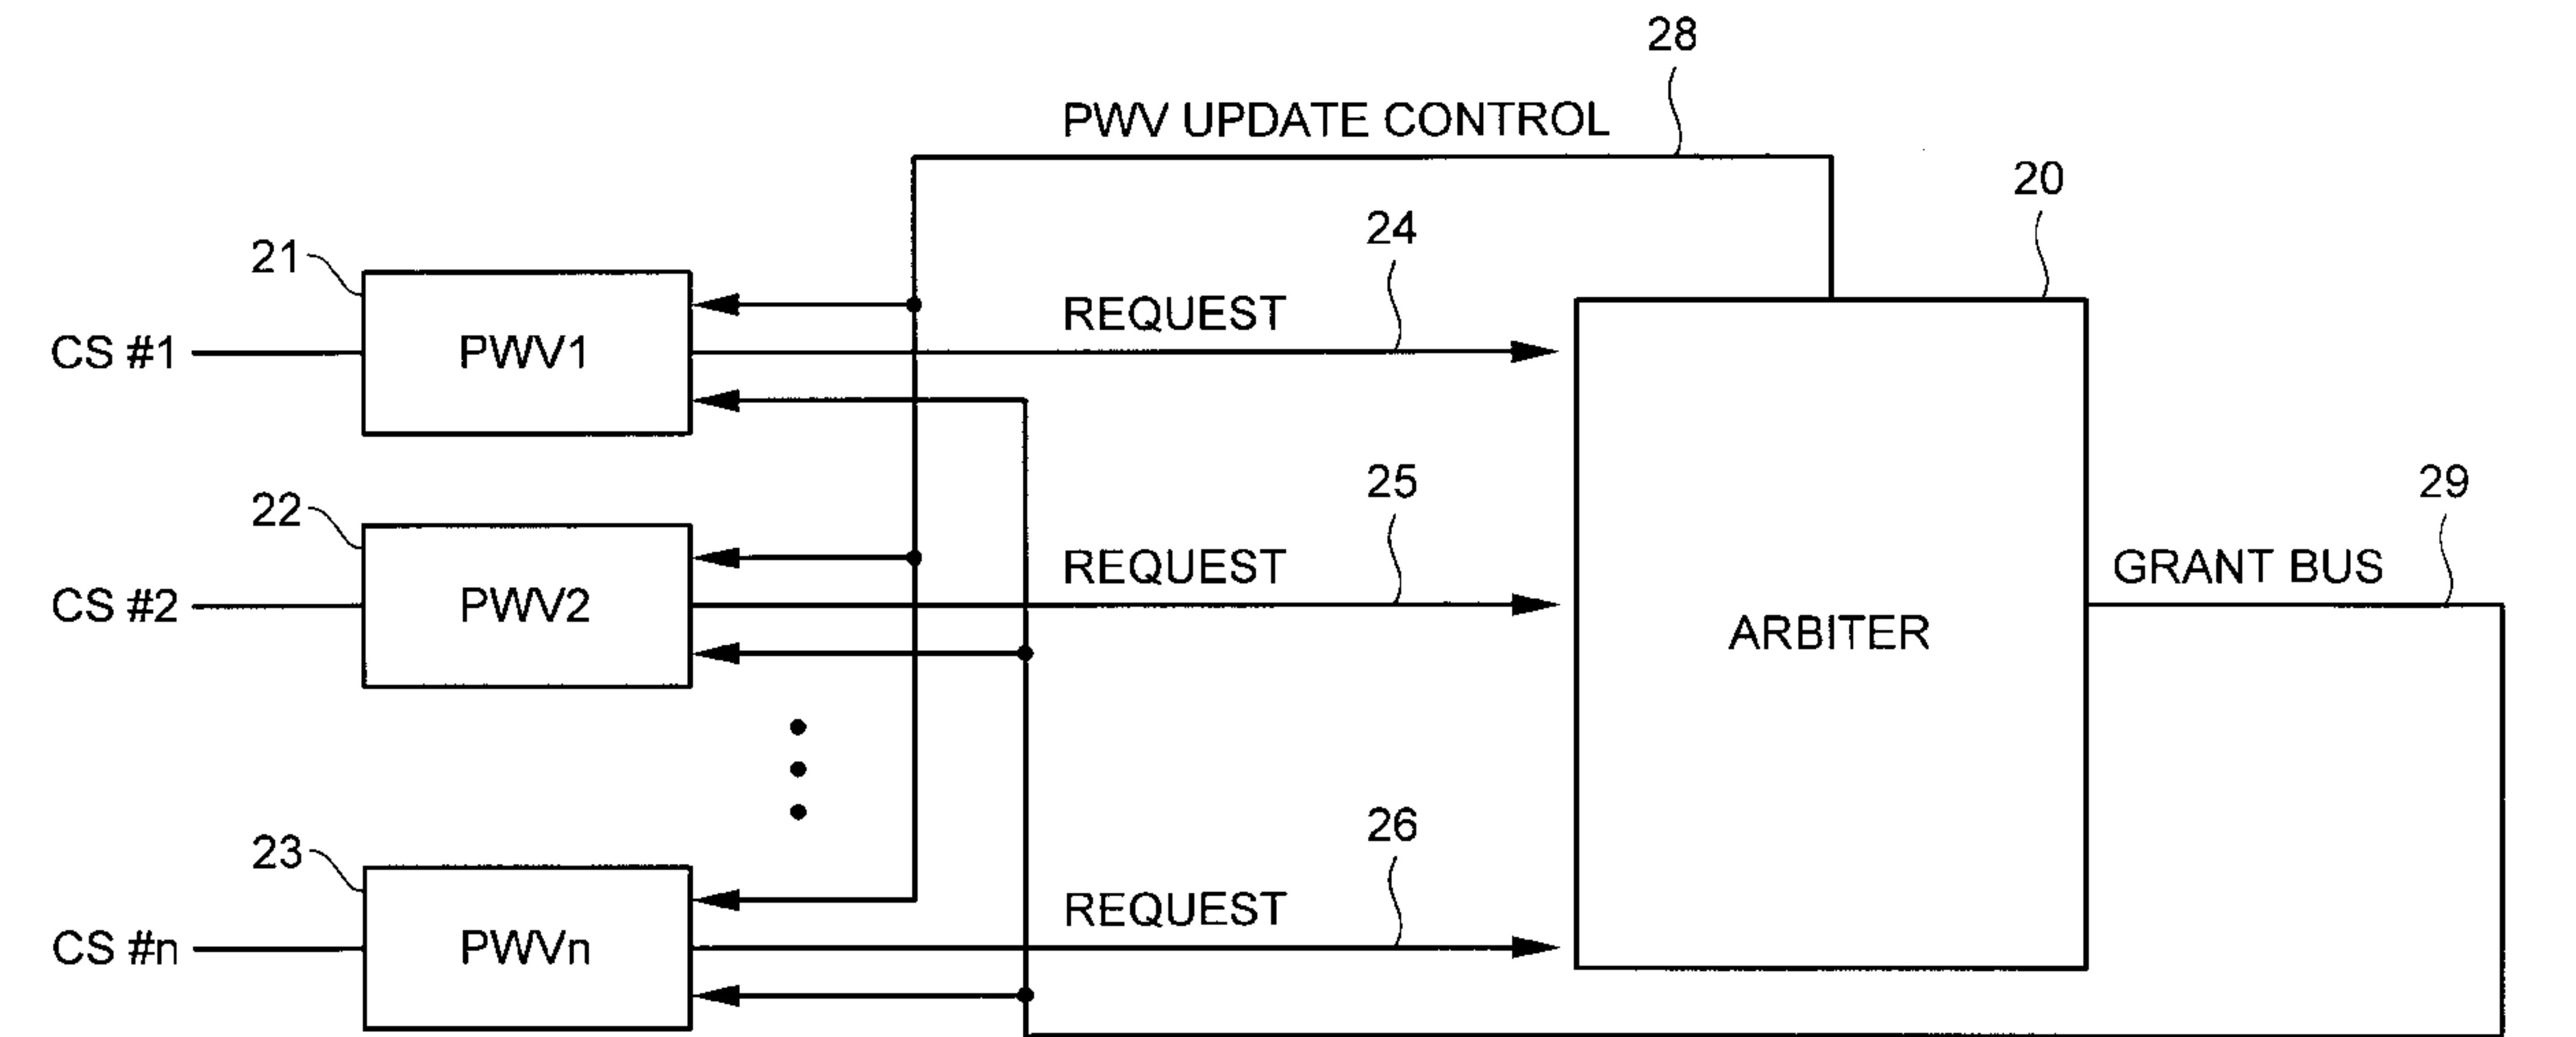 28
PWV UPDATE CONTROL
20
24
21
REQUEST
CS #1
PWV1
25
29
22
REQUEST
GRANT BUS
CS #2
PWV2
ARBITER
26
23
REQUEST
CS #n
PWVn